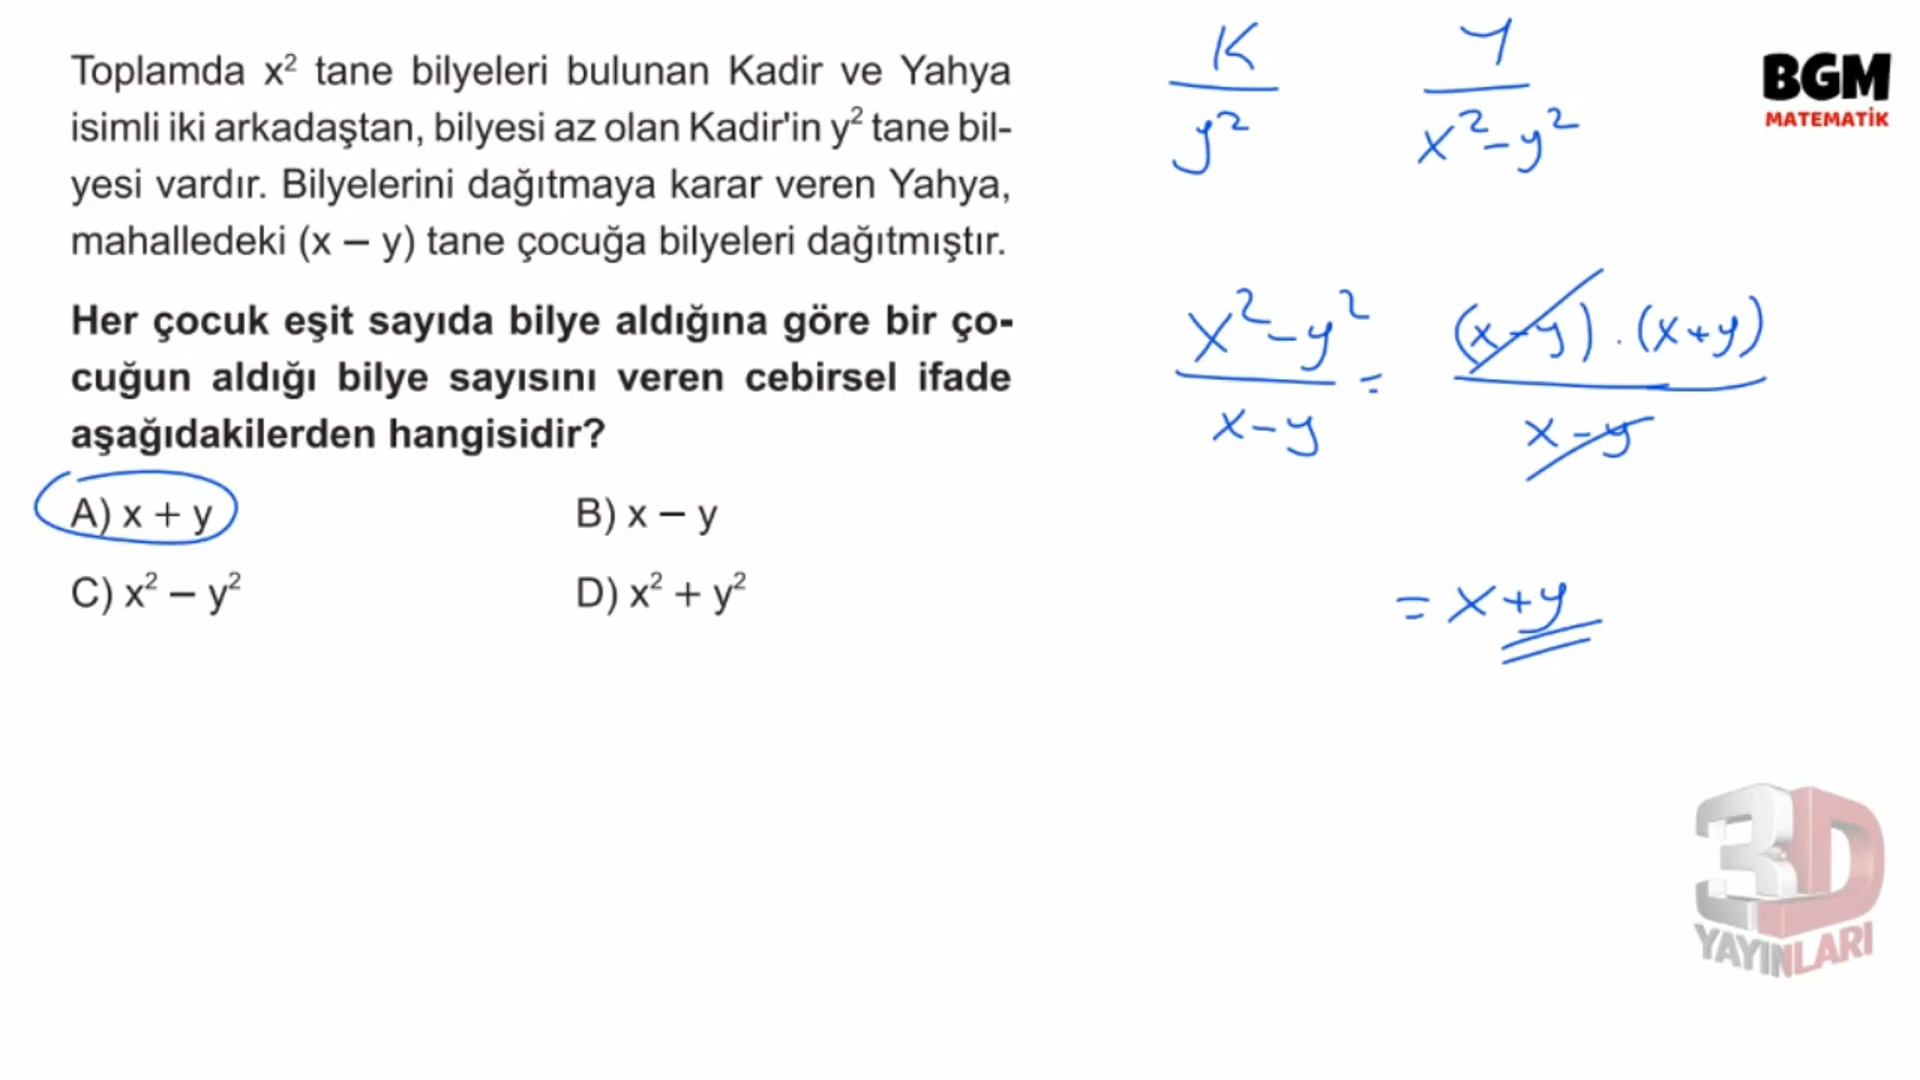 Toplamda x² tane bilyeleri bulunan Kadir ve Yahya
isimli iki arkadaştan, bilyesi az olan Kadir'in y² tane bil-
yesi vardır. Bilyelerini dağıtmaya karar veren Yahya,
mahalledeki (x – y) tane çocuğa bilyeleri dağıtmıştır.
Her çocuk eşit sayıda bilye aldığına göre bir ço-
cuğun aldığı bilye sayısını veren cebirsel ifade
aşağıdakilerden hangisidir?
A) x + y
B) x – y
C) x² – y²
D) x² + y²
K Y
y² x²-y²
x²-y² (x-y).(x+y)
=
x-y x-y
= x+y
BGM
MATEMATİK
3D
YAYINLARI